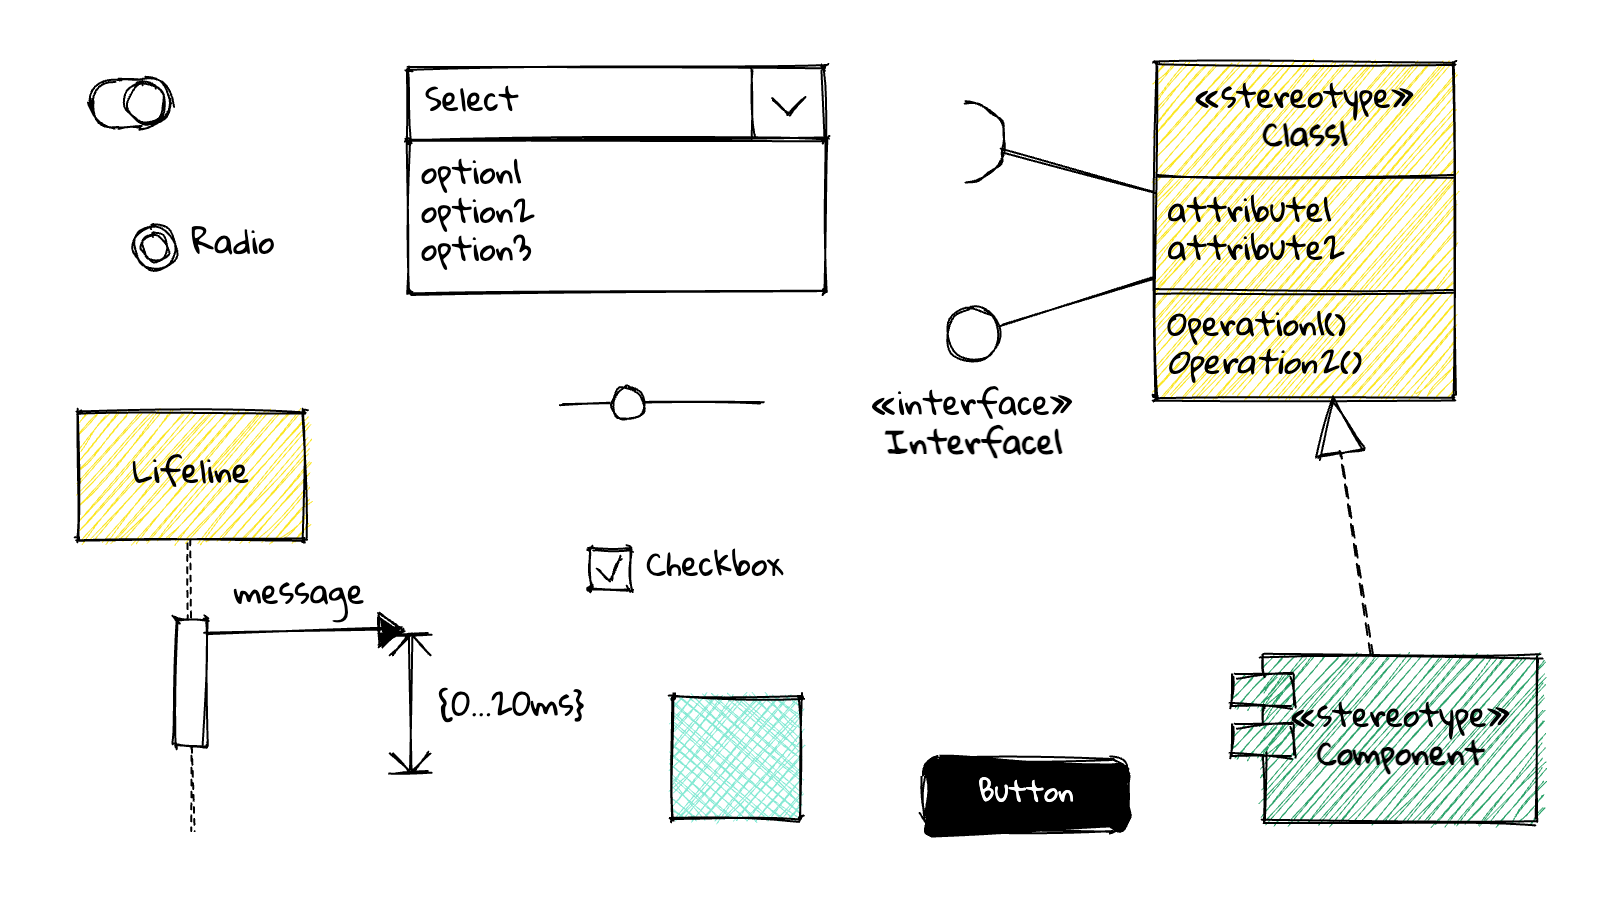 Select
option1
option2
option3
Radio
«stereotype»
Class1
attribute1
attribute2
Operation1()
Operation2()
«interface»
Interface1
Lifeline
message
{0...20ms}
Checkbox
Button
«stereotype»
Component